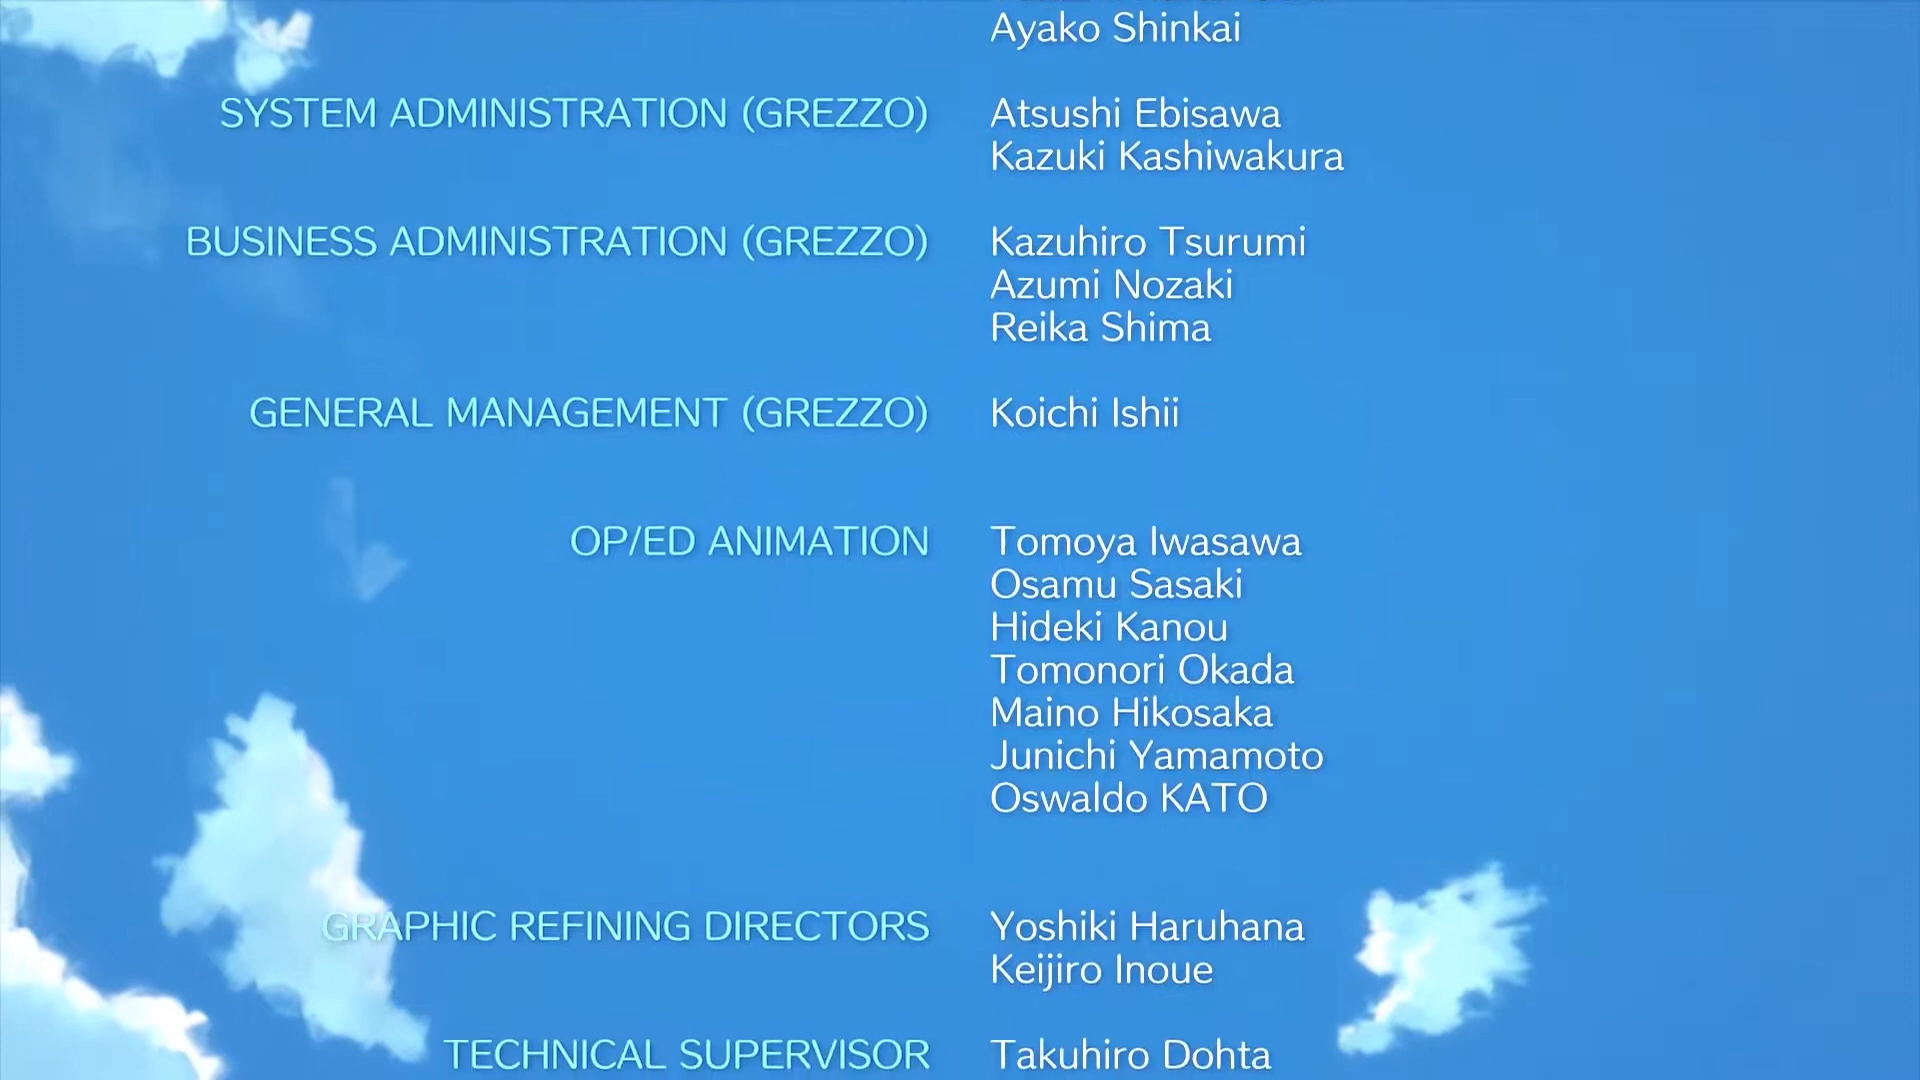 Ayako Shinkai
SYSTEM ADMINISTRATION (GREZZO) Atsushi Ebisawa
Kazuki Kashiwakura
BUSINESS ADMINISTRATION (GREZZO) Kazuhiro Tsurumi
Azumi Nozaki
Reika Shima
GENERAL MANAGEMENT (GREZZO) Koichi Ishii
OP/ED ANIMATION Tomoya Iwasawa
Osamu Sasaki
Hideki Kanou
Tomonori Okada
Maino Hikosaka
Junichi Yamamoto
Oswaldo KATO
GRAPHIC REFINING DIRECTORS Yoshiki Haruhana
Keijiro Inoue
TECHNICAL SUPERVISOR Takuhiro Dohta